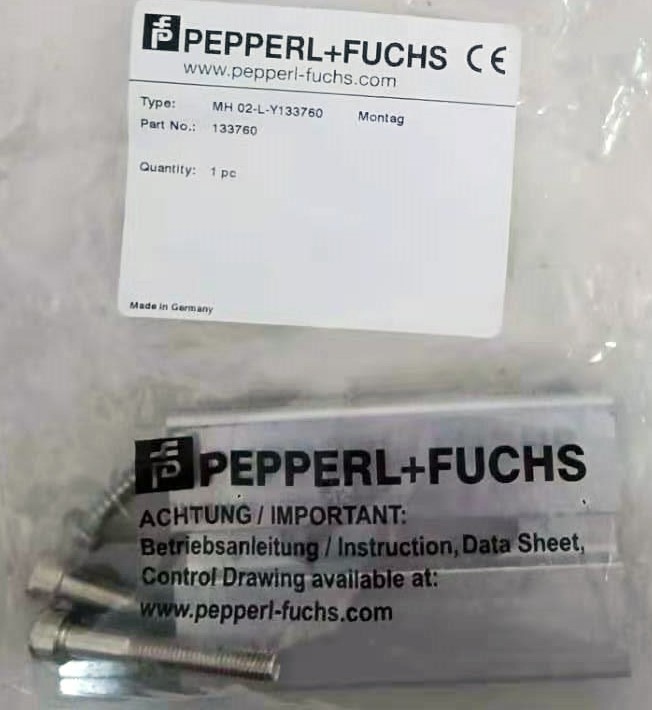 PEPPERL+FUCHS CE
www.pepperl-fuchs.com
Type: MH 02-L-Y133760 Montag
Part No.: 133760
Quantity: 1 pc
Made in Germany
PEPPERL+FUCHS
ACHTUNG / IMPORTANT:
Betriebsanleitung / Instruction, Data Sheet,
Control Drawing available at:
www.pepperl-fuchs.com